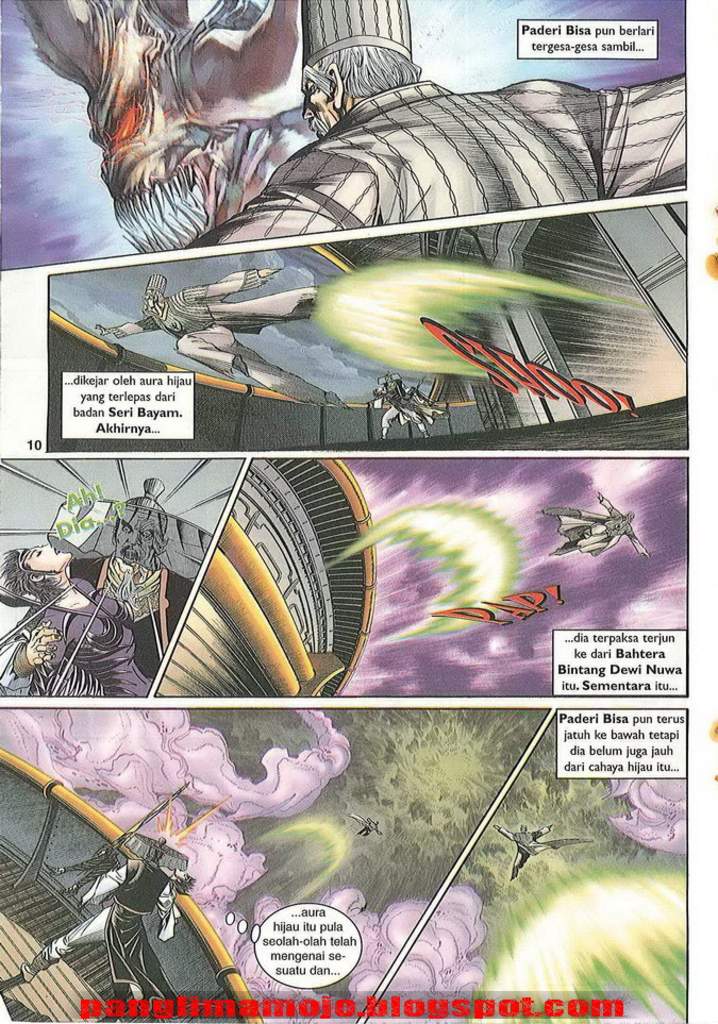 Paderi Bisa pun berlari
tergesa-gesa sambil...
...dikejar oleh aura hijau
yang terlepas dari
badan Seri Bayam.
Akhirnya...
10
Ah!
Dia...?
RAP!
...dia terpaksa terjun
ke dari Bahtera
Bintang Dewi Nuwa
itu. Sementara itu...
Paderi Bisa pun terus
jatuh ke bawah tetapi
dia belum juga jauh
dari cahaya hijau itu...
...aura
hijau itu pula
seolah-olah telah
mengenai se-
suatu dan...
panglimamojo.blogspot.com